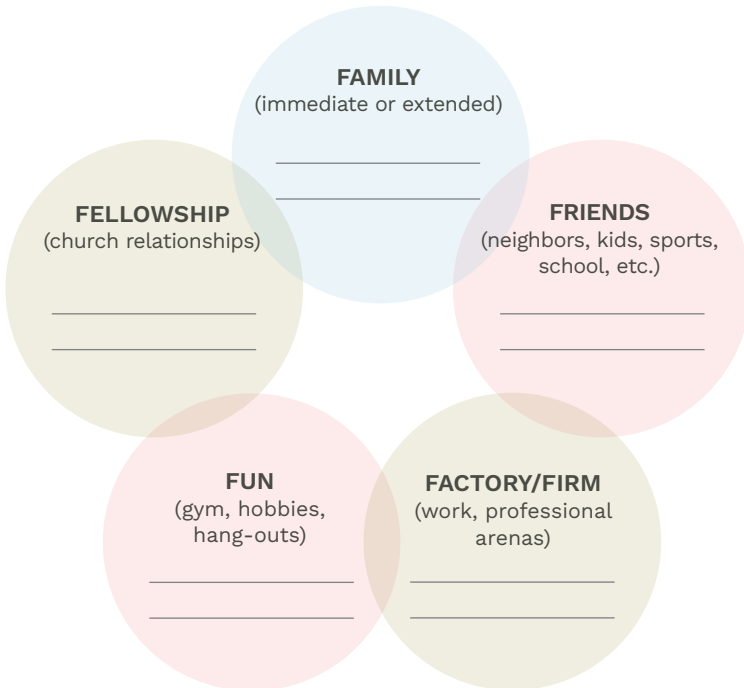 FAMILY
(immediate or extended)
FELLOWSHIP
(church relationships)
FRIENDS
(neighbors, kids, sports,
school, etc.)
FUN
(gym, hobbies,
hang-outs)
FACTORY/FIRM
(work, professional
arenas)